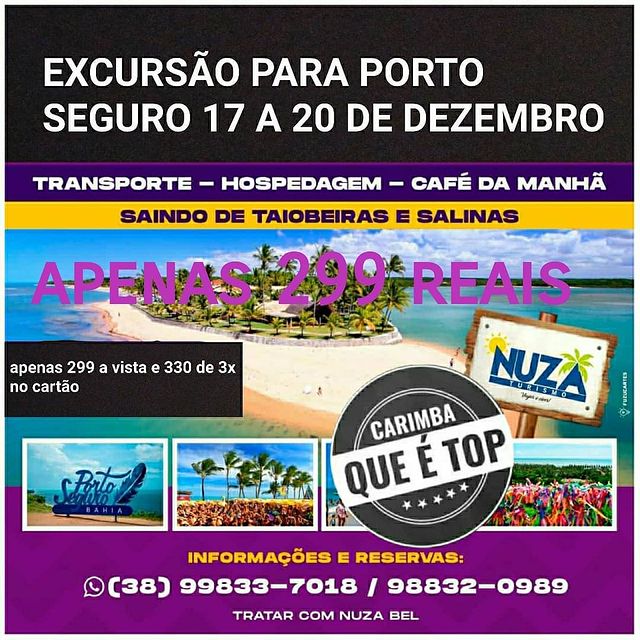 EXCURSÃO PARA PORTO
SEGURO 17 A 20 DE DEZEMBRO
TRANSPORTE – HOSPEDAGEM – CAFÉ DA MANHÃ
SAINDO DE TAIOBEIRAS E SALINAS
APENAS 299 REAIS
apenas 299 a vista e 330 de 3x
no cartão
NUZA
TURISMO
CARIMBA
QUE É TOP
Porto
Seguro
BAHIA
INFORMAÇÕES E RESERVAS:
(38) 99833-7018 / 98832-0989
TRATAR COM NUZA BEL